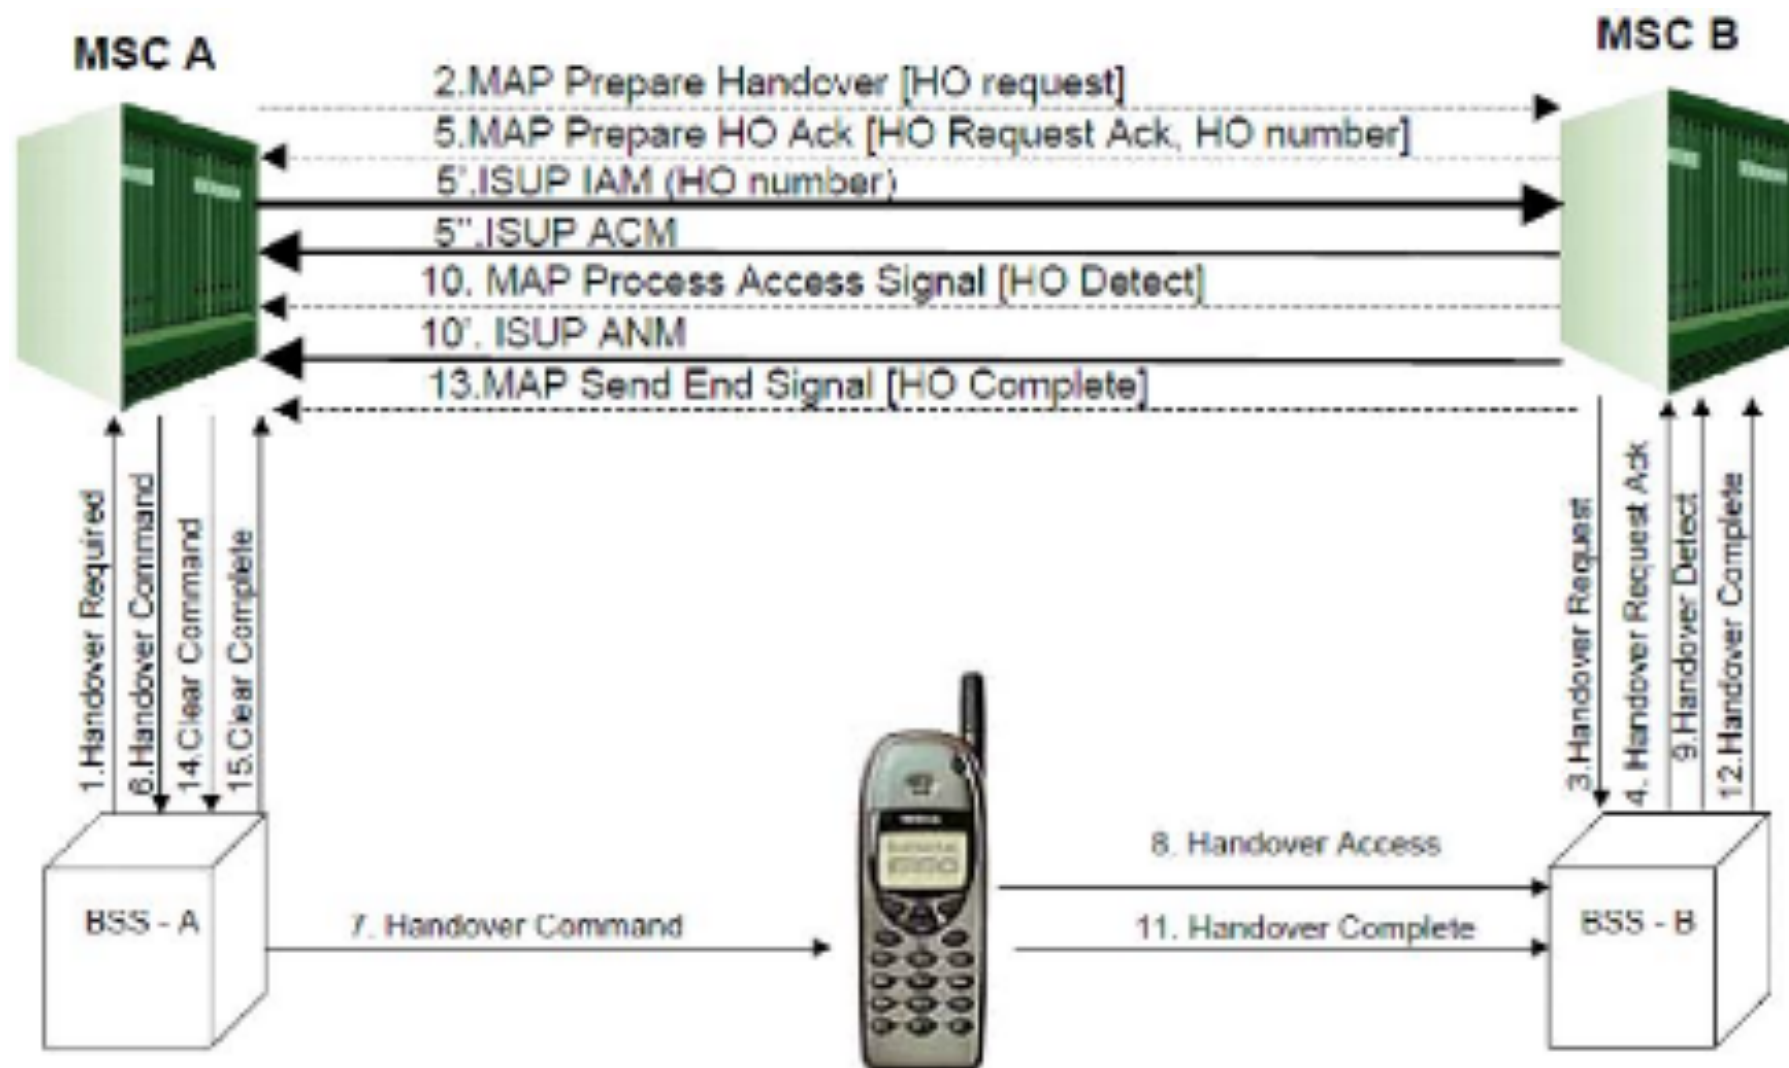 MSC A
MSC B
2.MAP Prepare Handover [HO request]
5.MAP Prepare HO Ack [HO Request Ack, HO number]
5'.ISUP IAM (HO number)
5''.ISUP ACM
10. MAP Process Access Signal [HO Detect]
10'. ISUP ANM
13.MAP Send End Signal [HO Complete]
1.Handover Required
6.Handover Command
14.Clear Command
15.Clear Complete
3.Handover Request
4. Handover Request Ack
9.Handover Detect
12.Handover Complete
8. Handover Access
BSS - A
7. Handover Command
11. Handover Complete
BSS - B